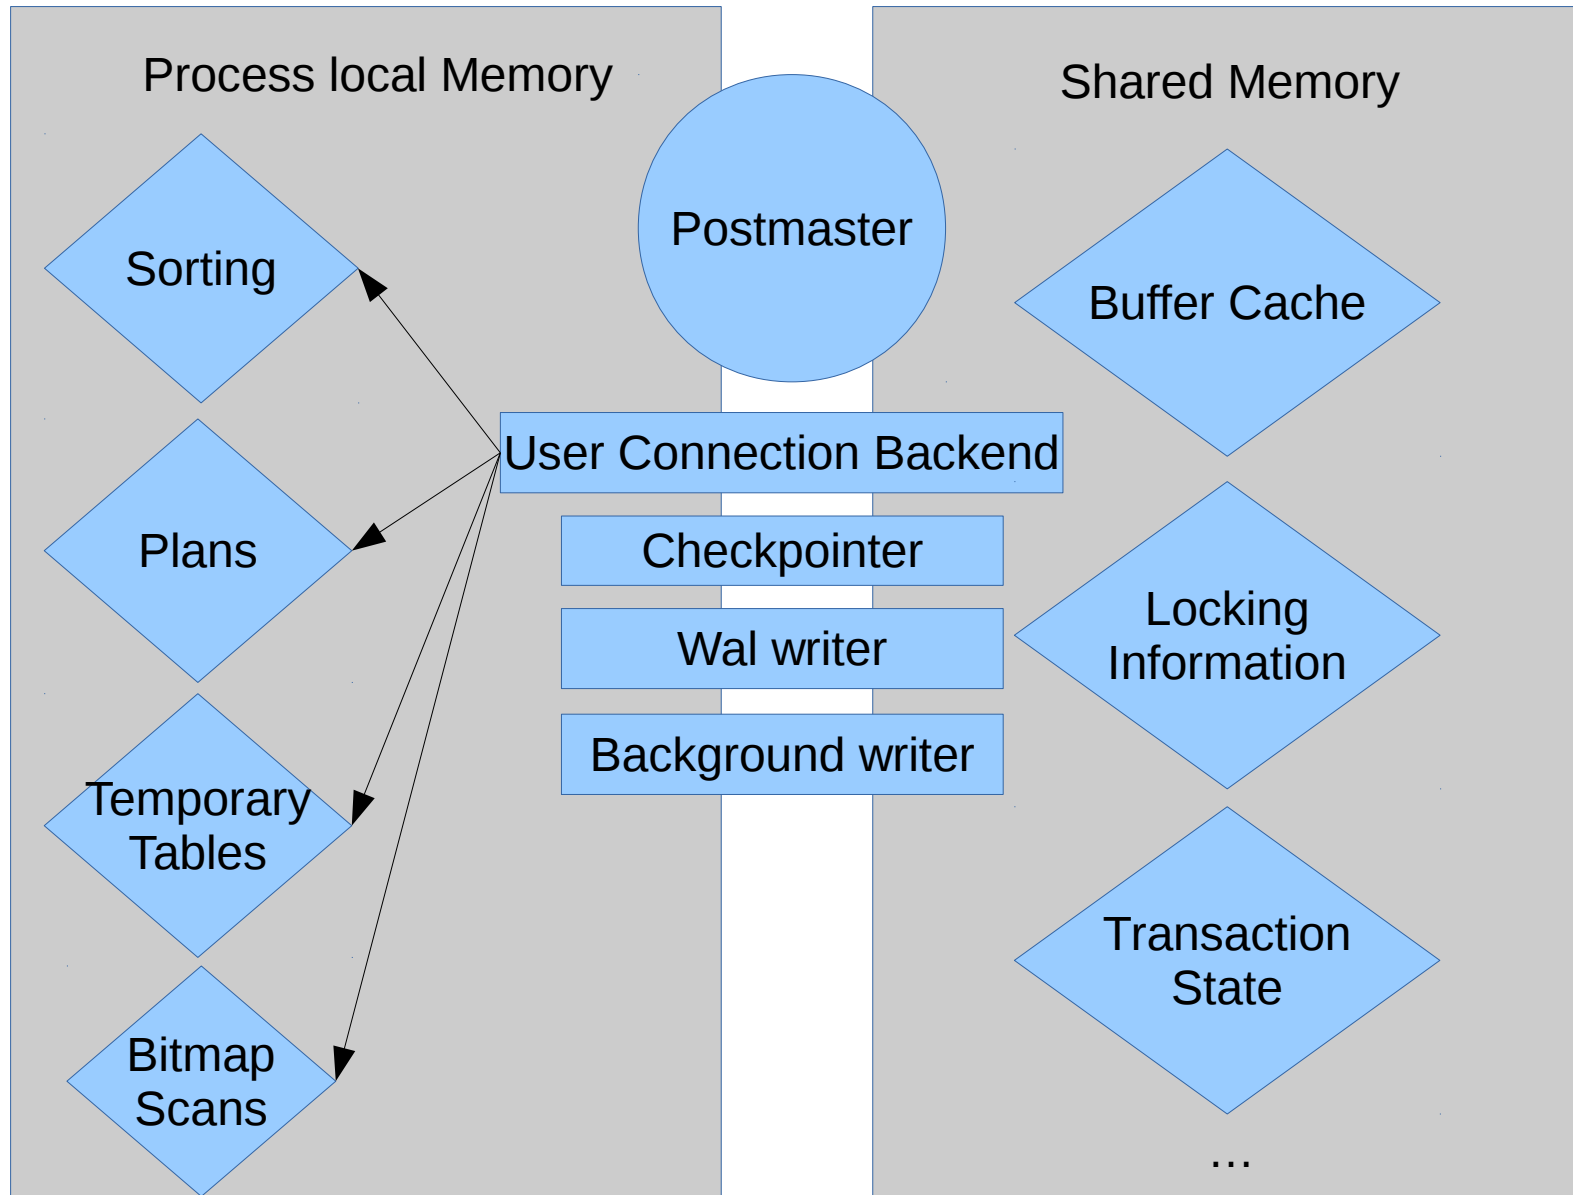 Process local Memory
Sorting
Plans
Temporary
Tables
Bitmap
Scans
Postmaster
User Connection Backend
Checkpointer
Wal writer
Background writer
Shared Memory
Buffer Cache
Locking
Information
Transaction
State
...